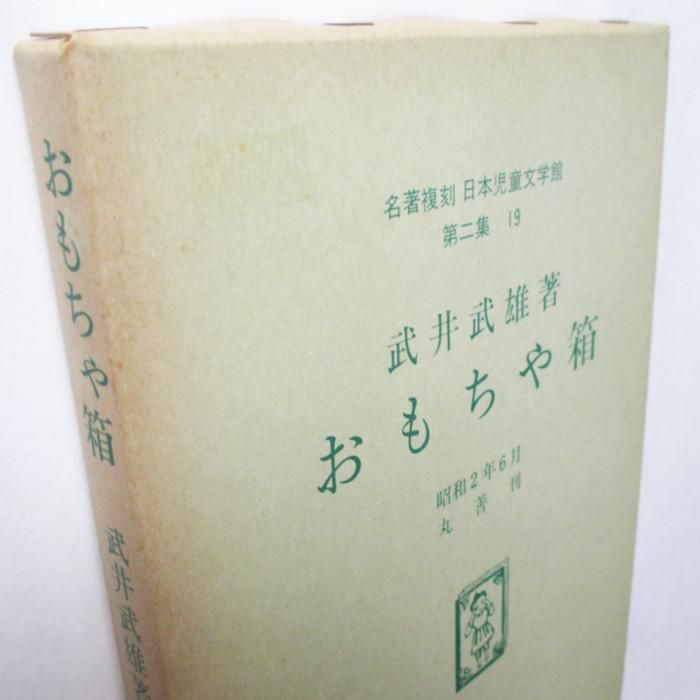 名著複刻 日本児童文学館
第二集 19
武井武雄著
おもちや箱
昭和2年6月
丸善刊
おもちや箱 武井武雄著